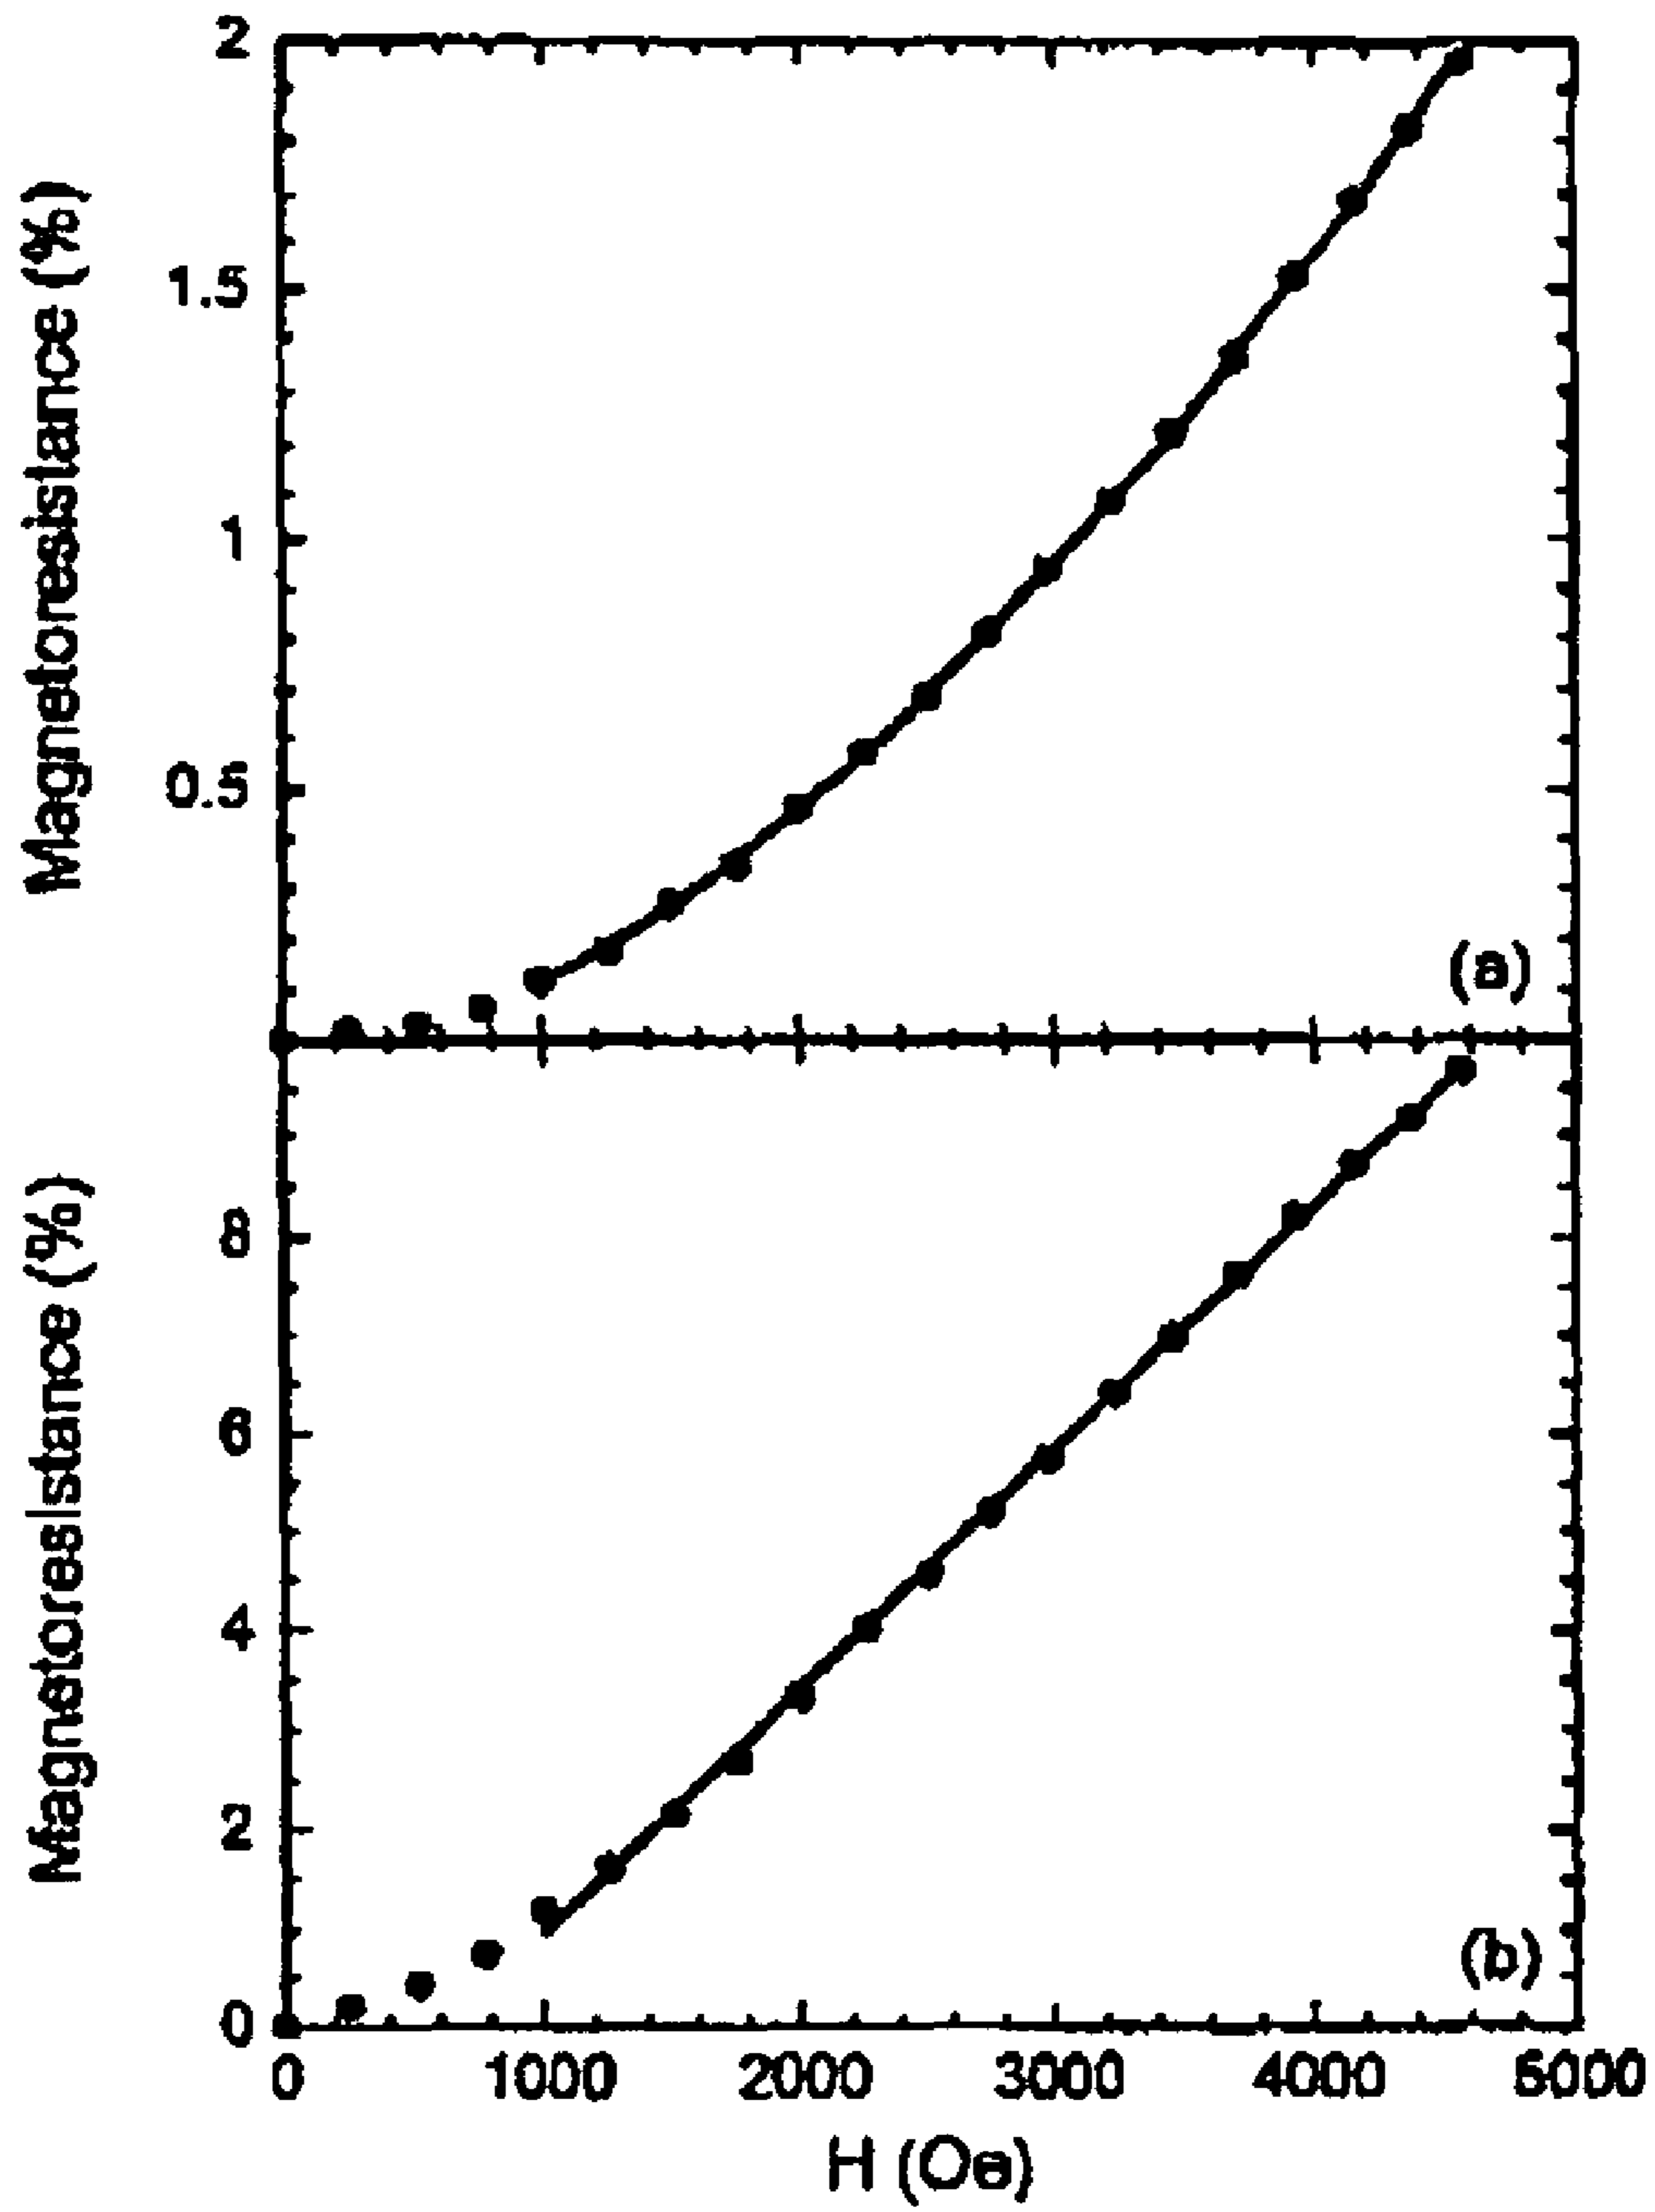 2
1.5
1
0.5
Magnetoresistance (%)
(a)
8
6
4
2
0
Magnetoresistance (%)
(b)
0 1000 2000 3000 4000 5000
H (Oe)